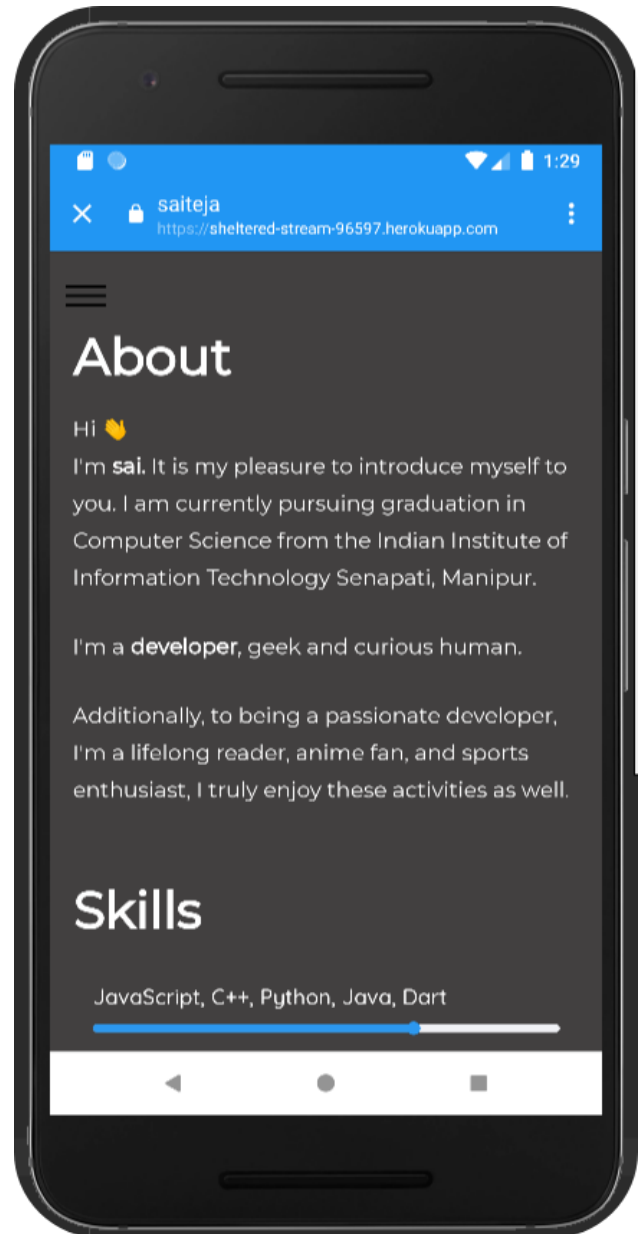 1:29
saiteja
https://sheltered-stream-96597.herokuapp.com
About
Hi 👋
I'm sai. It is my pleasure to introduce myself to
you. I am currently pursuing graduation in
Computer Science from the Indian Institute of
Information Technology Senapati, Manipur.
I'm a developer, geek and curious human.
Additionally, to being a passionate developer,
I'm a lifelong reader, anime fan, and sports
enthusiast, I truly enjoy these activities as well.
Skills
JavaScript, C++, Python, Java, Dart